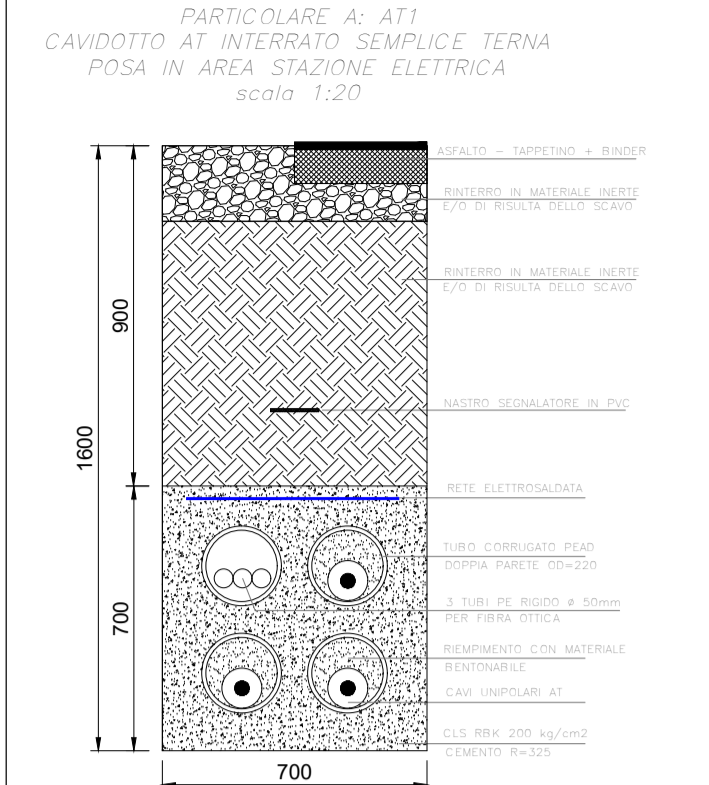 PARTICOLARE A: AT1
CAVIDOTTO AT INTERRATO SEMPLICE TERNA
POSA IN AREA STAZIONE ELETTRICA
scala 1:20
ASFALTO - TAPPETINO + BINDER
RINTERRO IN MATERIALE INERTE
E/O DI RISULTA DELLO SCAVO
RINTERRO IN MATERIALE INERTE
E/O DI RISULTA DELLO SCAVO
900
NASTRO SEGNALATORE IN PVC
1600
RETE ELETTROSALDATA
TUBO CORRUGATO PEAD
DOPPIA PARETE OD=220
700
3 TUBI PE RIGIDO ø 50mm
PER FIBRA OTTICA
RIEMPIMENTO CON MATERIALE
BENTONABILE
CAVI UNIPOLARI AT
CLS RBK 200 kg/cm2
CEMENTO R=325
700